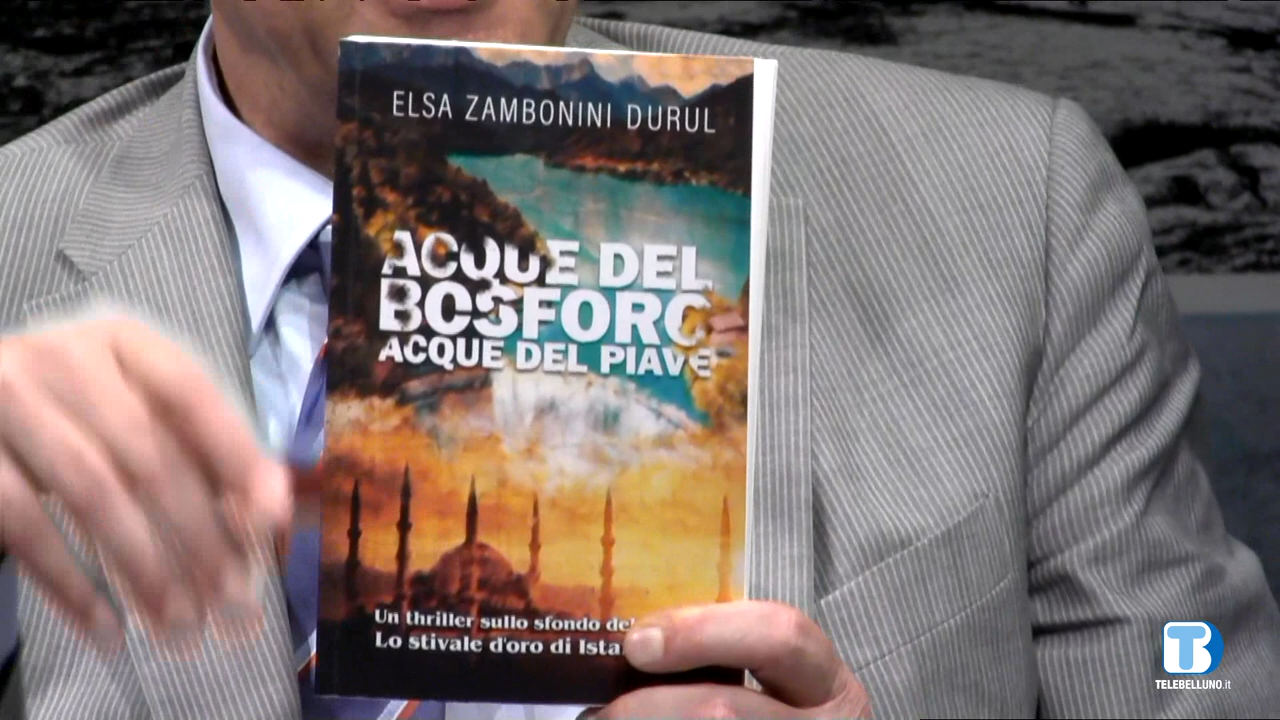 ELSA ZAMBONINI DURUL
ACQUE DEL
BOSFORO
ACQUE DEL PIAVE
Un thriller sullo sfondo del
Lo stivale d'oro di
TELEBELLUNO.it